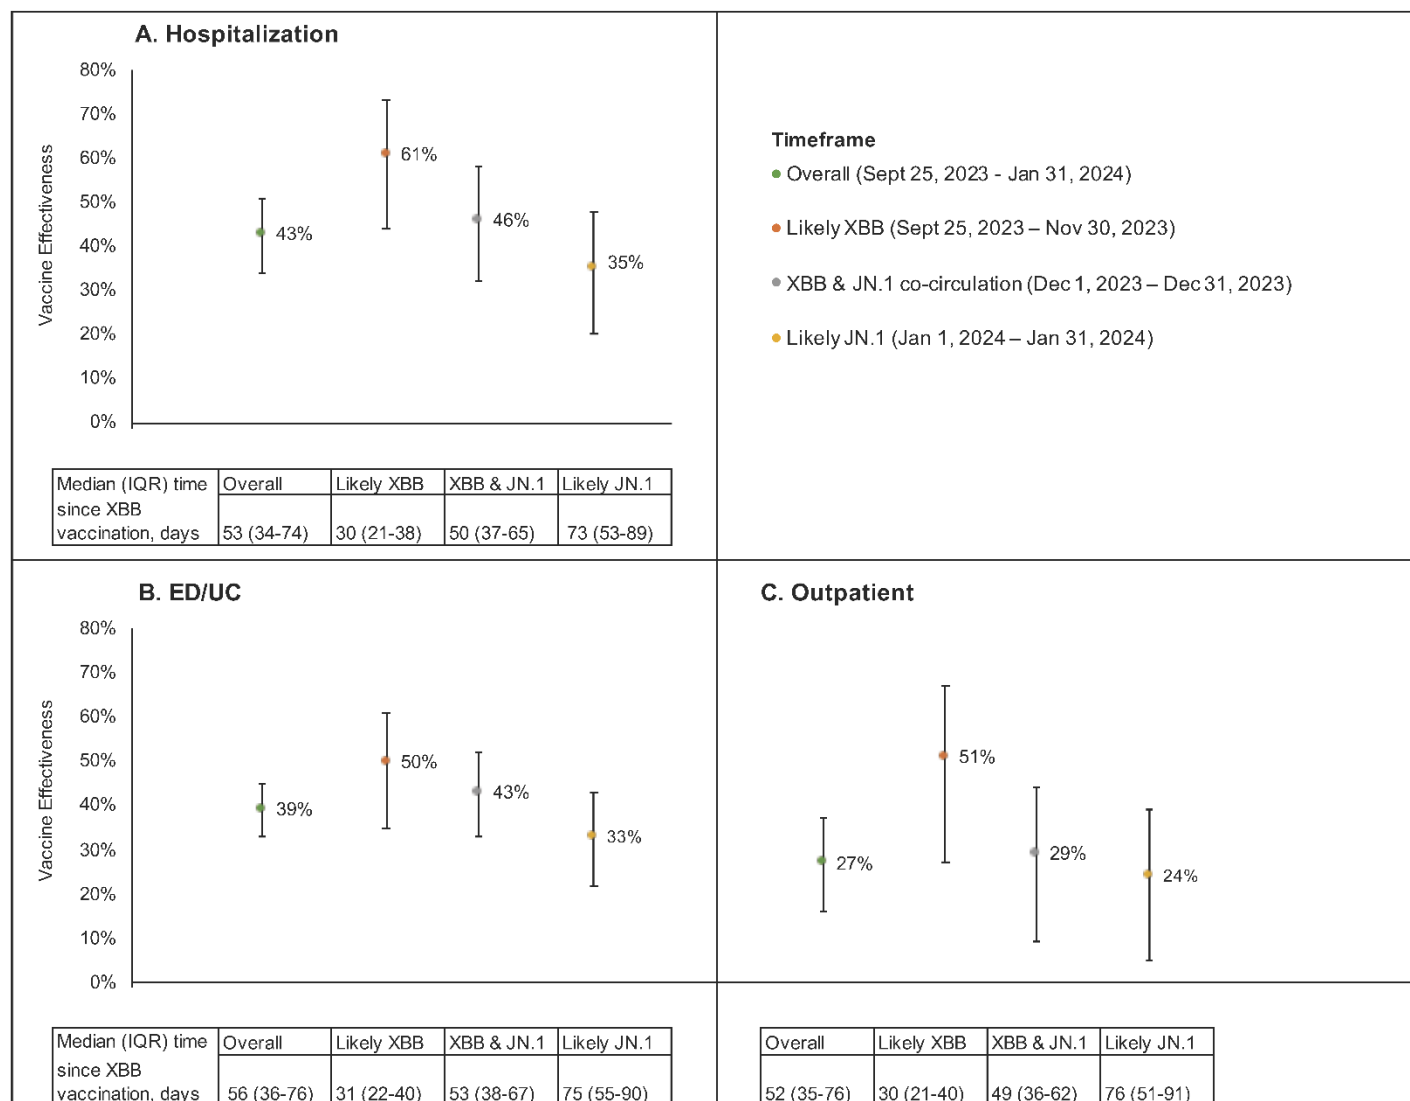 A. Hospitalization
80%
70%
60%
50%
40%
30%
20%
10%
0%
Vaccine Effectiveness
43%
61%
46%
35%
Median (IQR) time since XBB vaccination, days
Overall
Likely XBB
XBB & JN.1
Likely JN.1
53 (34-74)
30 (21-38)
50 (37-65)
73 (53-89)
Timeframe
Overall (Sept 25, 2023 - Jan 31, 2024)
Likely XBB (Sept 25, 2023 – Nov 30, 2023)
XBB & JN.1 co-circulation (Dec 1, 2023 – Dec 31, 2023)
Likely JN.1 (Jan 1, 2024 – Jan 31, 2024)
B. ED/UC
80%
70%
60%
50%
40%
30%
20%
10%
0%
Vaccine Effectiveness
39%
50%
43%
33%
Median (IQR) time since XBB vaccination, days
Overall
Likely XBB
XBB & JN.1
Likely JN.1
56 (36-76)
31 (22-40)
53 (38-67)
75 (55-90)
C. Outpatient
27%
51%
29%
24%
Overall
Likely XBB
XBB & JN.1
Likely JN.1
52 (35-76)
30 (21-40)
49 (36-62)
76 (51-91)